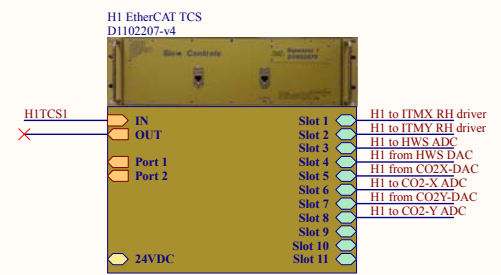 H1 EtherCAT TCS
D1102207-v4
Slow Controls
H1TCS1
IN
OUT
Port 1
Port 2
24VDC
Slot 1 H1 to ITMX RH driver
Slot 2 H1 to ITMY RH driver
Slot 3 H1 to HWS ADC
Slot 4 H1 from HWS DAC
Slot 5 H1 from CO2X-DAC
Slot 6 H1 to CO2-X ADC
Slot 7 H1 from CO2Y-DAC
Slot 8 H1 to CO2-Y ADC
Slot 9
Slot 10
Slot 11